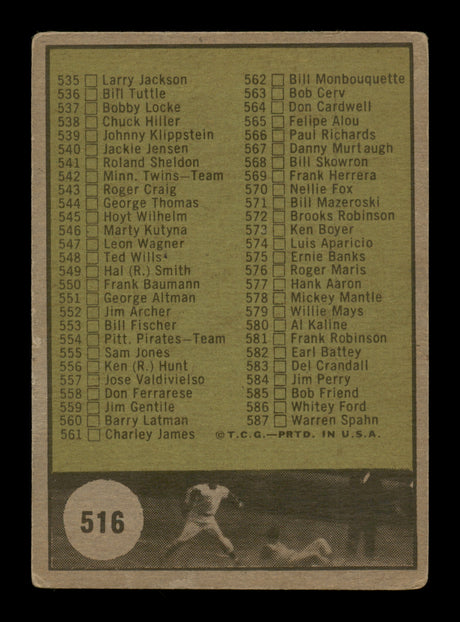 535 Larry Jackson
536 Bill Tuttle
537 Bobby Locke
538 Chuck Hiller
539 Johnny Klippstein
540 Jackie Jensen
541 Roland Sheldon
542 Minn. Twins—Team
543 Roger Craig
544 George Thomas
545 Hoyt Wilhelm
546 Marty Kutyna
547 Leon Wagner
548 Ted Wills
549 Hal (R.) Smith
550 Frank Baumann
551 George Altman
552 Jim Archer
553 Bill Fischer
554 Pitt. Pirates—Team
555 Sam Jones
556 Ken (R.) Hunt
557 Jose Valdivielso
558 Don Ferrarese
559 Jim Gentile
560 Barry Latman
561 Charley James
562 Bill Monbouquette
563 Bob Cerv
564 Don Cardwell
565 Felipe Alou
566 Paul Richards
567 Danny Murtaugh
568 Bill Skowron
569 Frank Herrera
570 Nellie Fox
571 Bill Mazeroski
572 Brooks Robinson
573 Ken Boyer
574 Luis Aparicio
575 Ernie Banks
576 Roger Maris
577 Hank Aaron
578 Mickey Mantle
579 Willie Mays
580 Al Kaline
581 Frank Robinson
582 Earl Battey
583 Del Crandall
584 Jim Perry
585 Bob Friend
586 Whitey Ford
587 Warren Spahn
©T.C.G.—PRTD. IN U.S.A.
516